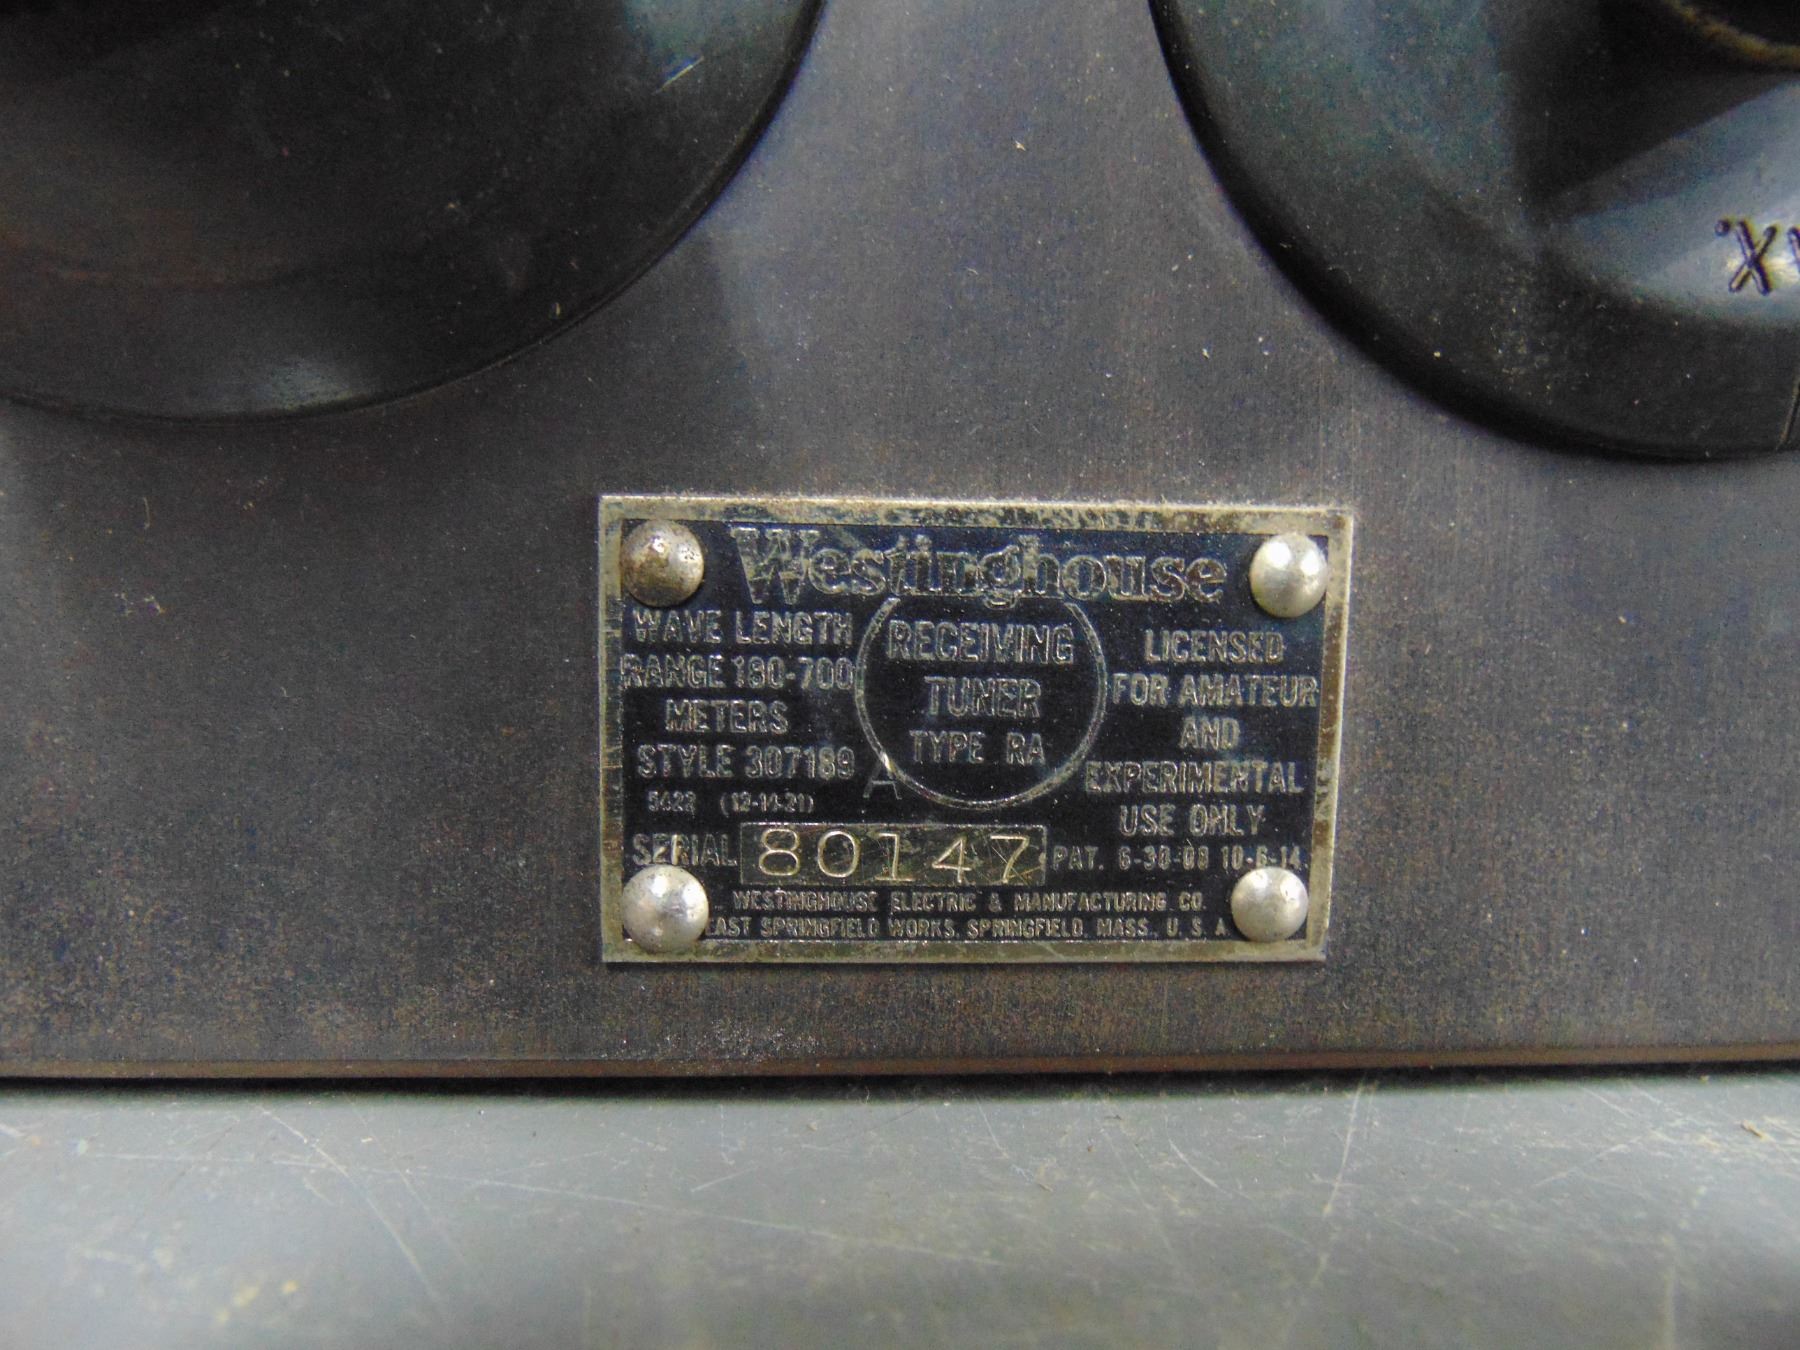 Westinghouse
WAVE LENGTH
RANGE 180-700
METERS
STYLE 307189 A
5422 (12-14-21)
RECEIVING
TUNER
TYPE RA
LICENSED
FOR AMATEUR
AND
EXPERIMENTAL
USE ONLY
SERIAL 80147 PAT. 6-30-08 10-6-14
WESTINGHOUSE ELECTRIC & MANUFACTURING CO.
EAST SPRINGFIELD WORKS, SPRINGFIELD, MASS., U. S. A.